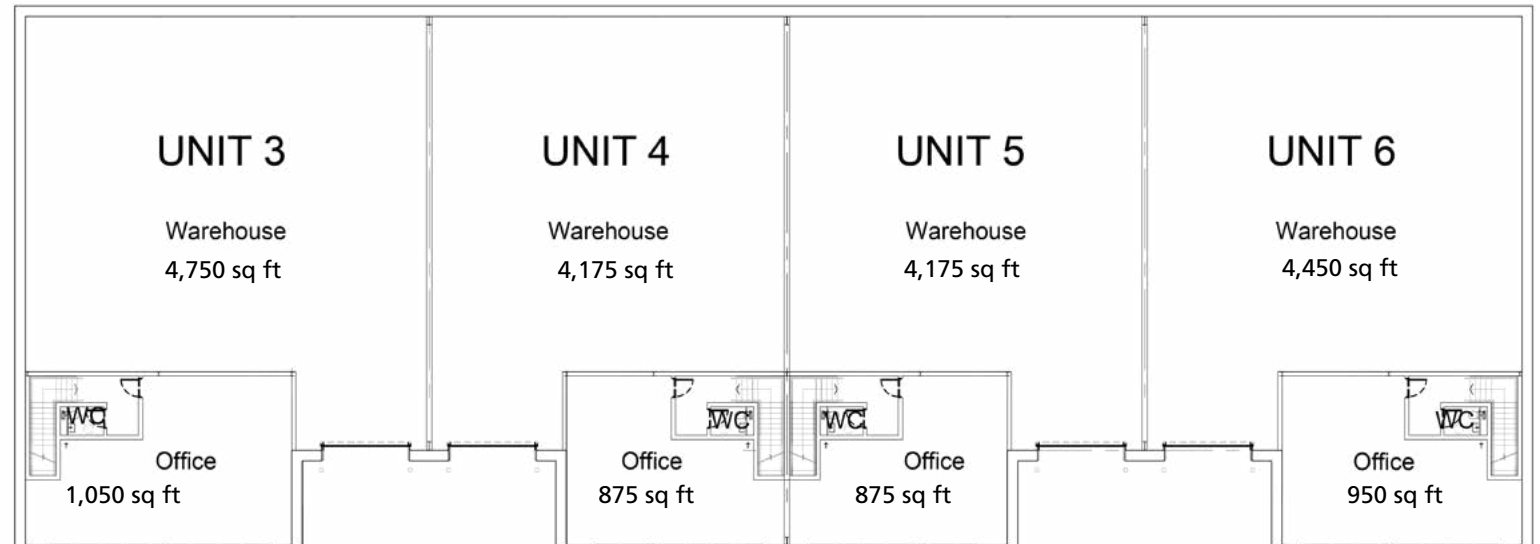 UNIT 3
UNIT 4
UNIT 5
UNIT 6
Warehouse
Warehouse
Warehouse
Warehouse
4,750 sq ft
4,175 sq ft
4,175 sq ft
4,450 sq ft
WC
WC
WC
WC
Office
Office
Office
Office
1,050 sq ft
875 sq ft
875 sq ft
950 sq ft